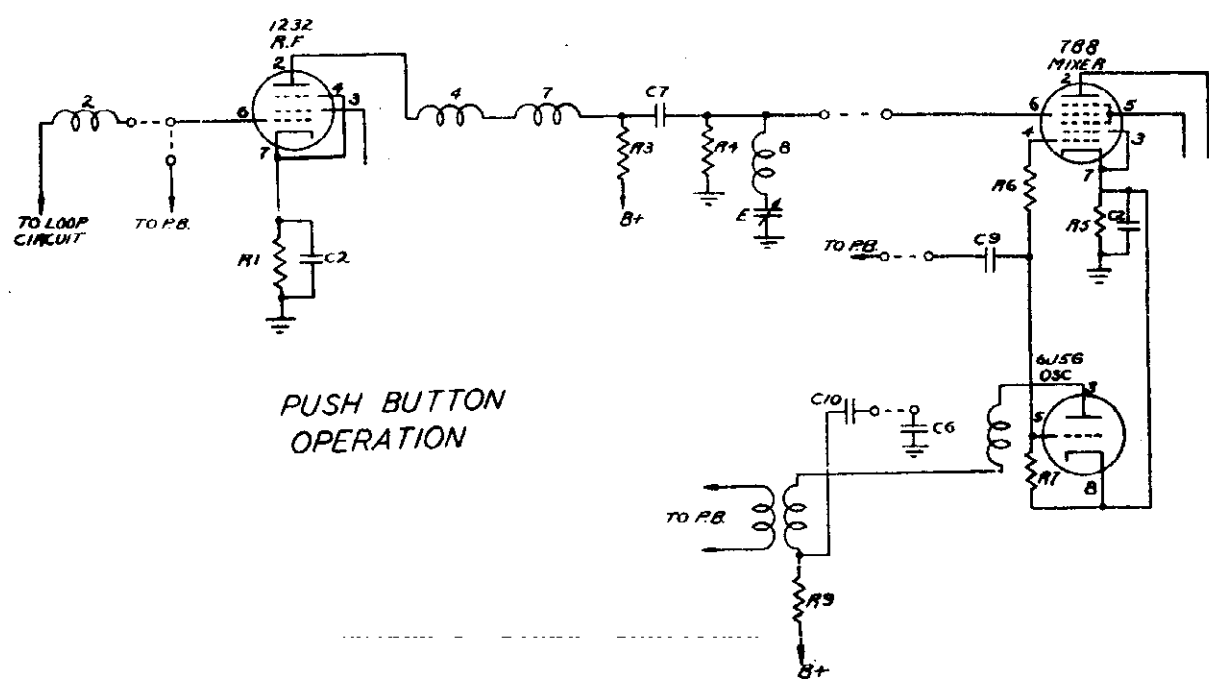 1232
R.F
2
4
3
6
7
2
TO LOOP
CIRCUIT
TO P.B.
R1
C2
4
7
C7
R3
B+
R4
8
E
788
MIXER
2
6
5
4
3
7
R6
R5
C2
TO P.B.
C9
6J5G
OSC
3
5
8
R7
C10
C6
TO P.B.
R9
B+
PUSH BUTTON
OPERATION